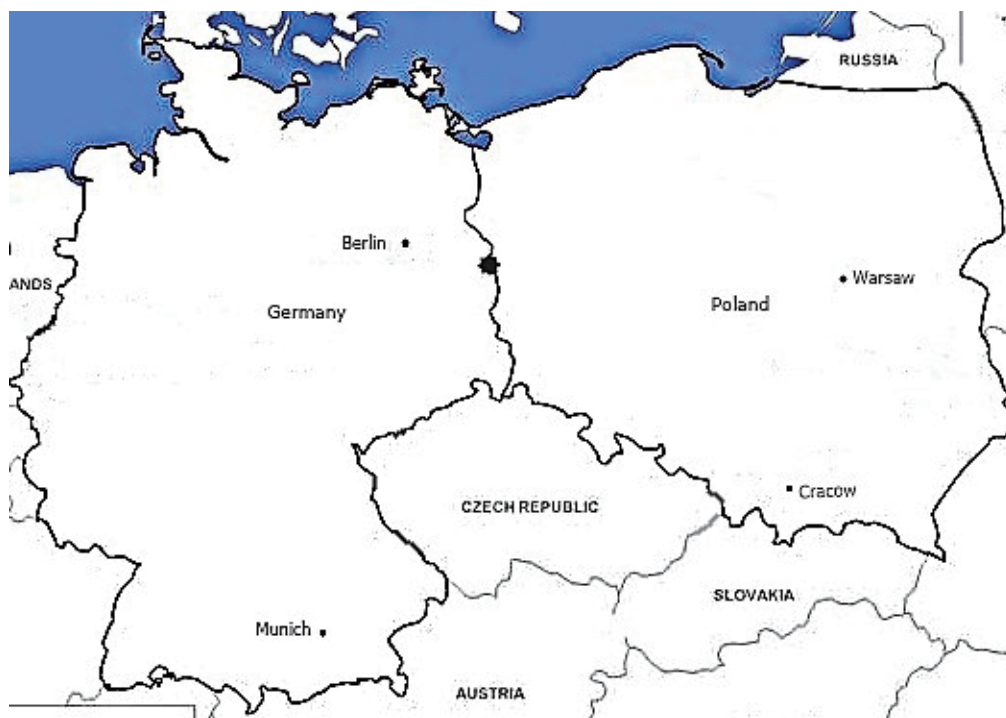 RUSSIA
Berlin
ANDS
Warsaw
Germany
Poland
Cracow
CZECH REPUBLIC
SLOVAKIA
Munich
AUSTRIA